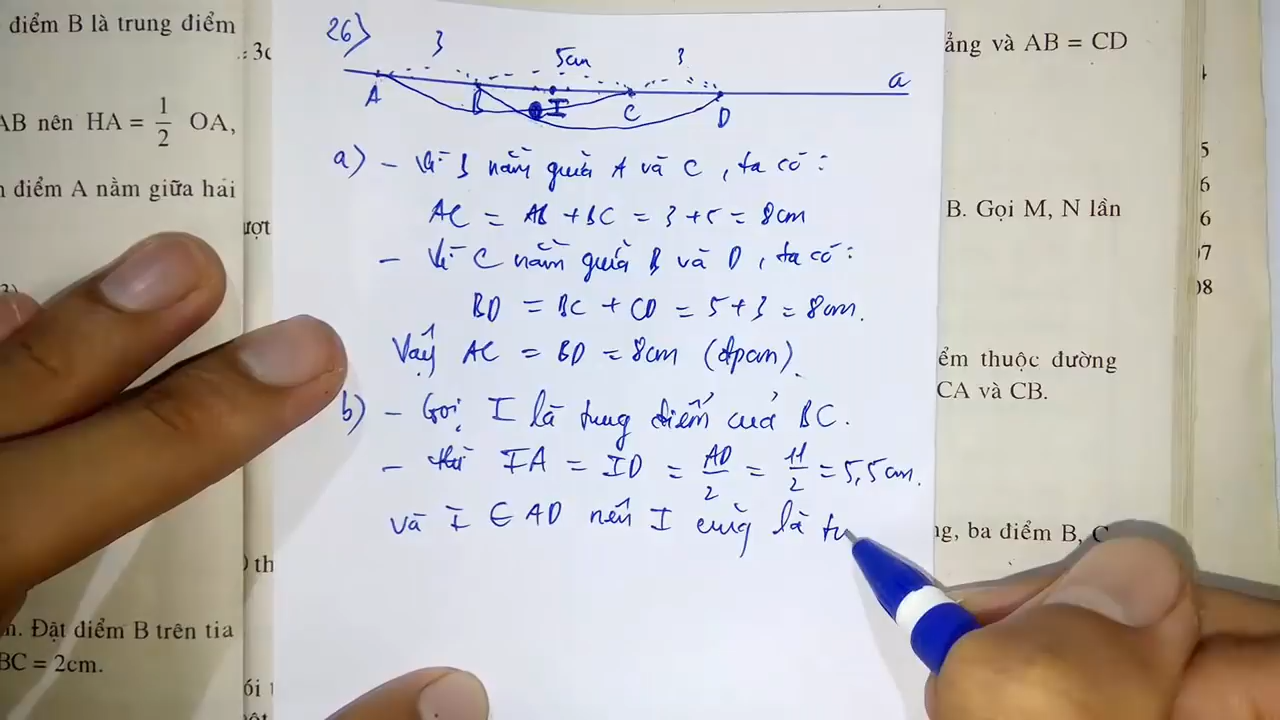 điểm B là trung điểm
AB nên HA = 1/2 OA,
điểm A nằm giữa hai
26)
3 5cm 3
A B I C D a
a) - Vì B nằm giữa A và C, ta có:
AC = AB + BC = 3 + 5 = 8cm
- Vì C nằm giữa B và D, ta có:
BD = BC + CD = 5 + 3 = 8cm.
Vậy AC = BD = 8cm (đpcm).
b) - Gọi I là trung điểm của BC.
- thì IA = ID = AD/2 = 11/2 = 5,5cm.
và I ∈ AD nên I cũng là tr
. Đặt điểm B trên tia
BC = 2cm.
và AB = CD
B. Gọi M, N lần
thuộc đường
CA và CB.
, ba điểm B, C
5
6
6